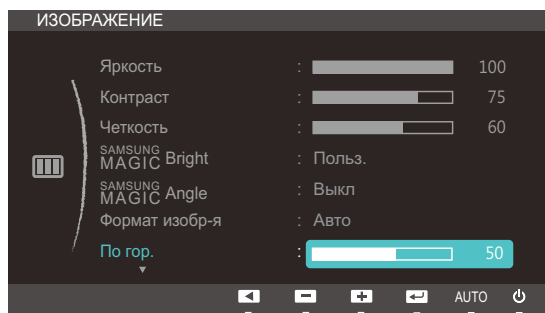 ИЗОБРАЖЕНИЕ
Яркость : 100
Контраст : 75
Четкость : 60
SAMSUNG MAGIC Bright : Польз.
SAMSUNG MAGIC Angle : Выкл
Формат изобр-я : Авто
По гор. : 50
AUTO